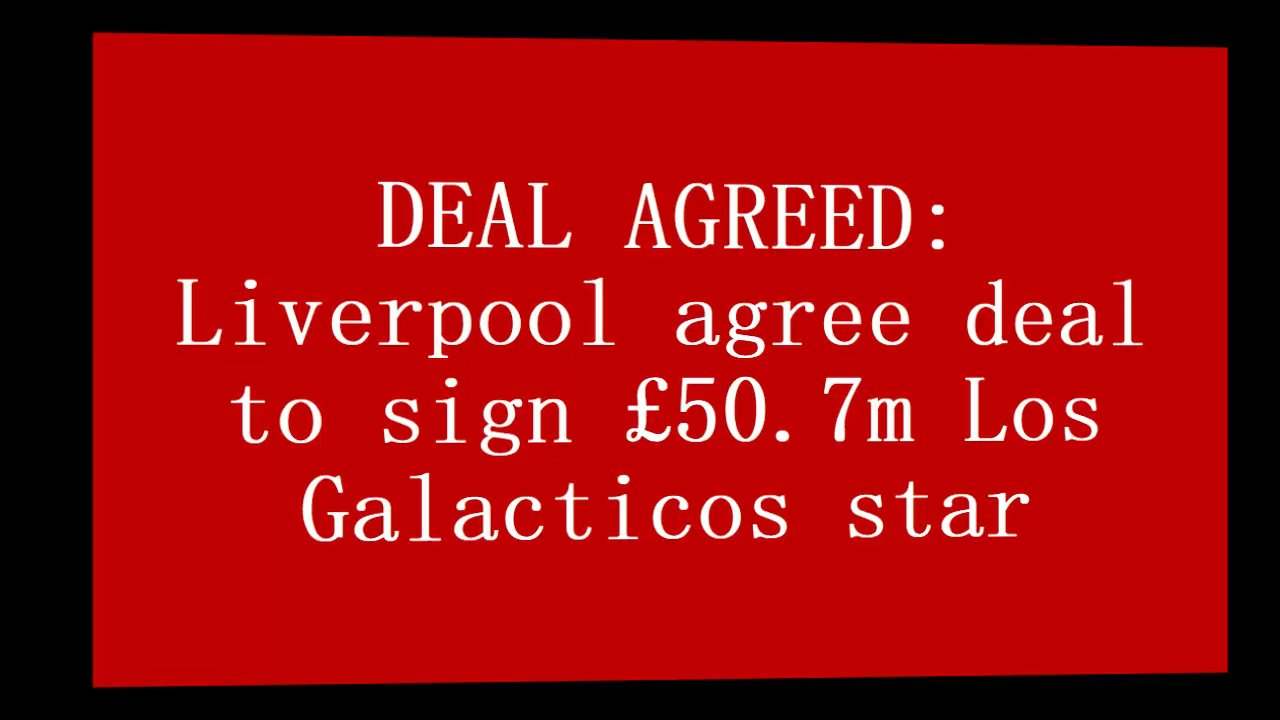 DEAL AGREED:
Liverpool agree deal
to sign £50.7m Los
Galacticos star